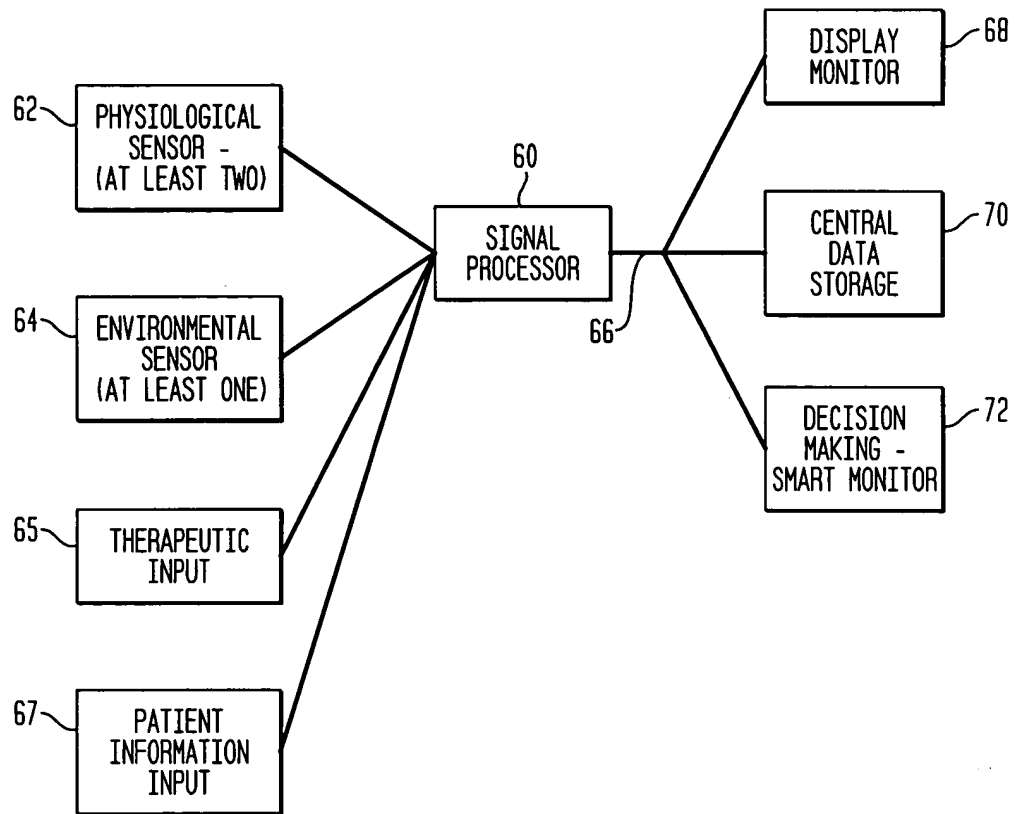 62
PHYSIOLOGICAL
SENSOR -
(AT LEAST TWO)
64
ENVIRONMENTAL
SENSOR
(AT LEAST ONE)
65
THERAPEUTIC
INPUT
67
PATIENT
INFORMATION
INPUT
60
SIGNAL
PROCESSOR
66
68
DISPLAY
MONITOR
70
CENTRAL
DATA
STORAGE
72
DECISION
MAKING -
SMART MONITOR